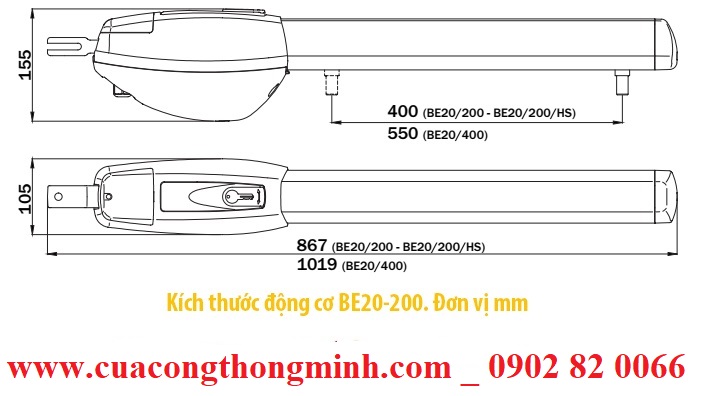 155
400 (BE20/200 - BE20/200/HS)
550 (BE20/400)
105
867 (BE20/200 - BE20/200/HS)
1019 (BE20/400)
Kích thước động cơ BE20-200. Đơn vị mm
www.cuacongthongminh.com _ 0902 82 0066